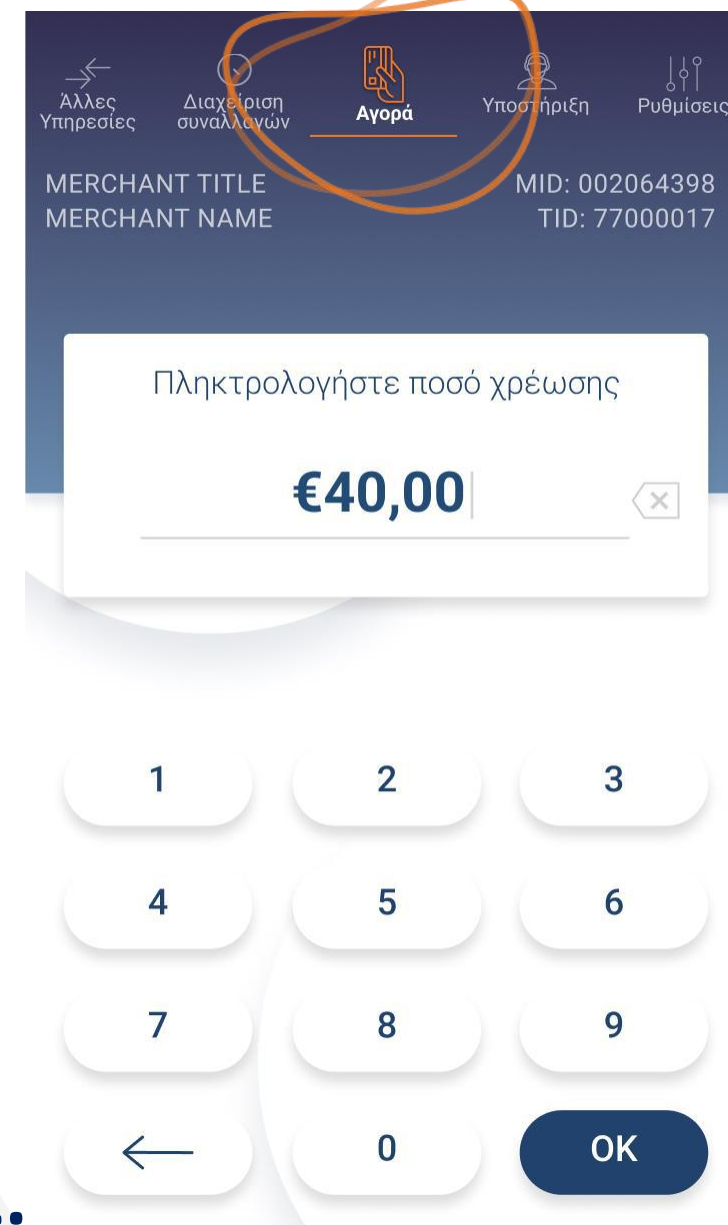 Άλλες Υπηρεσίες
Διαχείριση συναλλαγών
Αγορά
Υποστήριξη
Ρυθμίσεις
MERCHANT TITLE
MID: 002064398
MERCHANT NAME
TID: 77000017
Πληκτρολογήστε ποσό χρέωσης
€40,00
1 2 3
4 5 6
7 8 9
0 OK